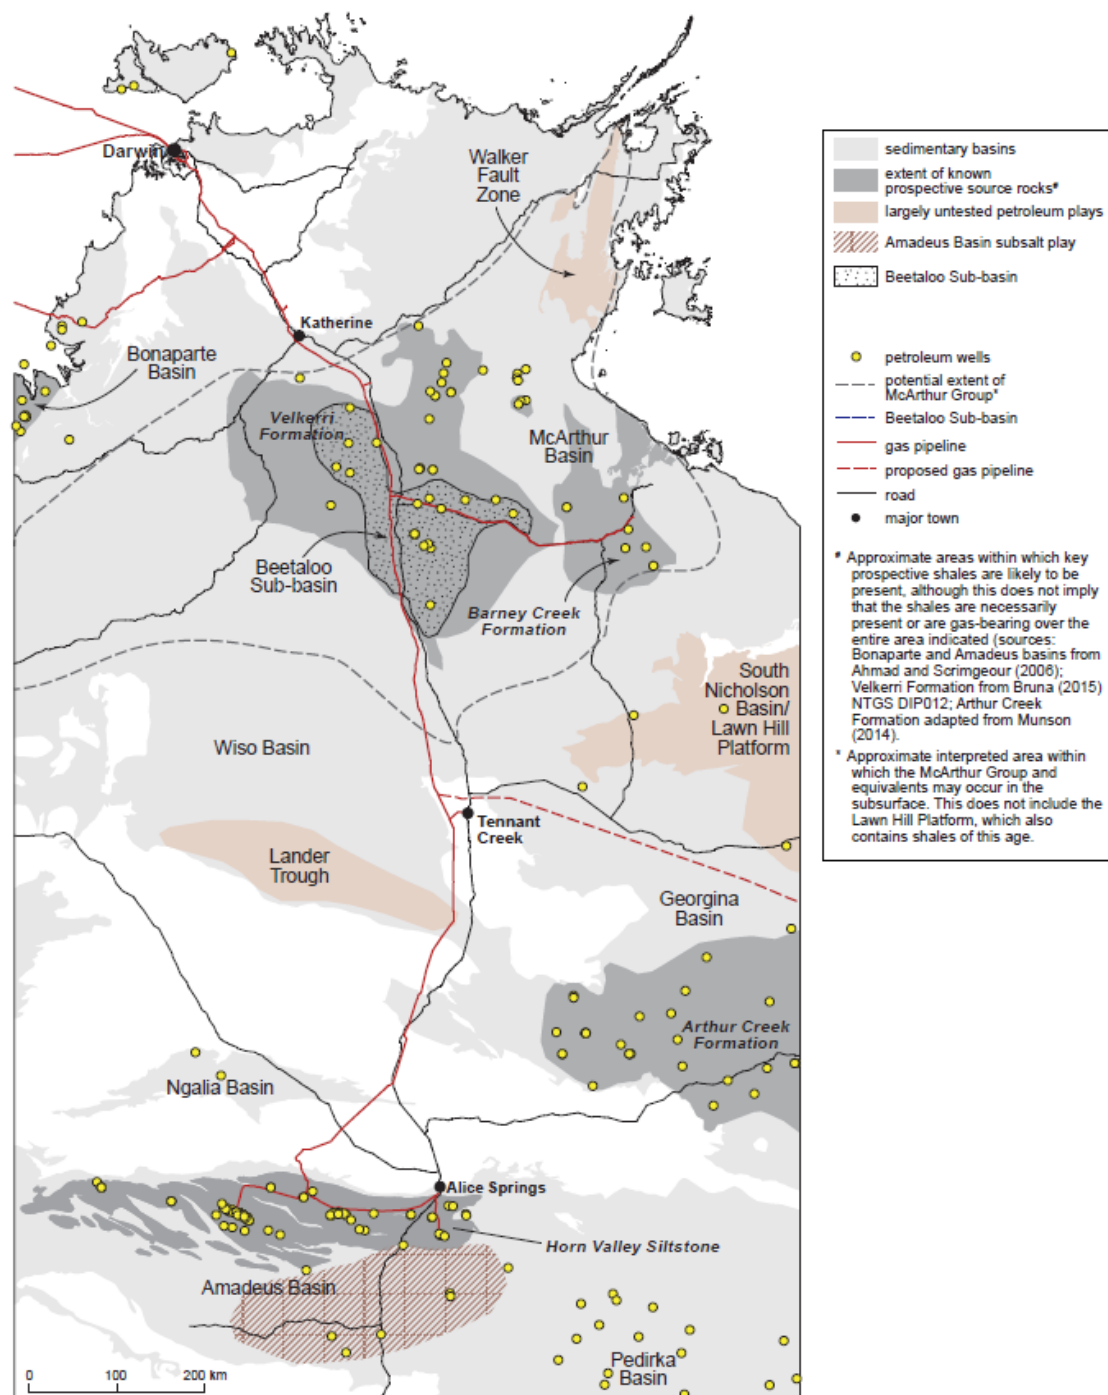 Darwin
Walker
Fault
Zone
Katherine
Bonaparte
Basin
Velkerri
Formation
McArthur
Basin
Beetaloo
Sub-basin
Barney Creek
Formation
South
Nicholson
Basin/
Lawn Hill
Platform
Wiso Basin
Tennant
Creek
Lander
Trough
Georgina
Basin
Arthur Creek
Formation
Ngalia Basin
Alice Springs
Horn Valley Siltstone
Amadeus Basin
Pedirka
Basin
0 100 200 km
sedimentary basins
extent of known
prospective source rocks#
largely untested petroleum plays
Amadeus Basin subsalt play
Beetaloo Sub-basin
petroleum wells
potential extent of
McArthur Group*
Beetaloo Sub-basin
gas pipeline
proposed gas pipeline
road
major town
# Approximate areas within which key
prospective shales are likely to be
present, although this does not imply
that the shales are necessarily
present or are gas-bearing over the
entire area indicated (sources:
Bonaparte and Amadeus basins from
Ahmad and Scrimgeour (2006);
Velkerri Formation from Bruna (2015)
NTGS DIP012; Arthur Creek
Formation adapted from Munson
(2014).
* Approximate interpreted area within
which the McArthur Group and
equivalents may occur in the
subsurface. This does not include the
Lawn Hill Platform, which also
contains shales of this age.